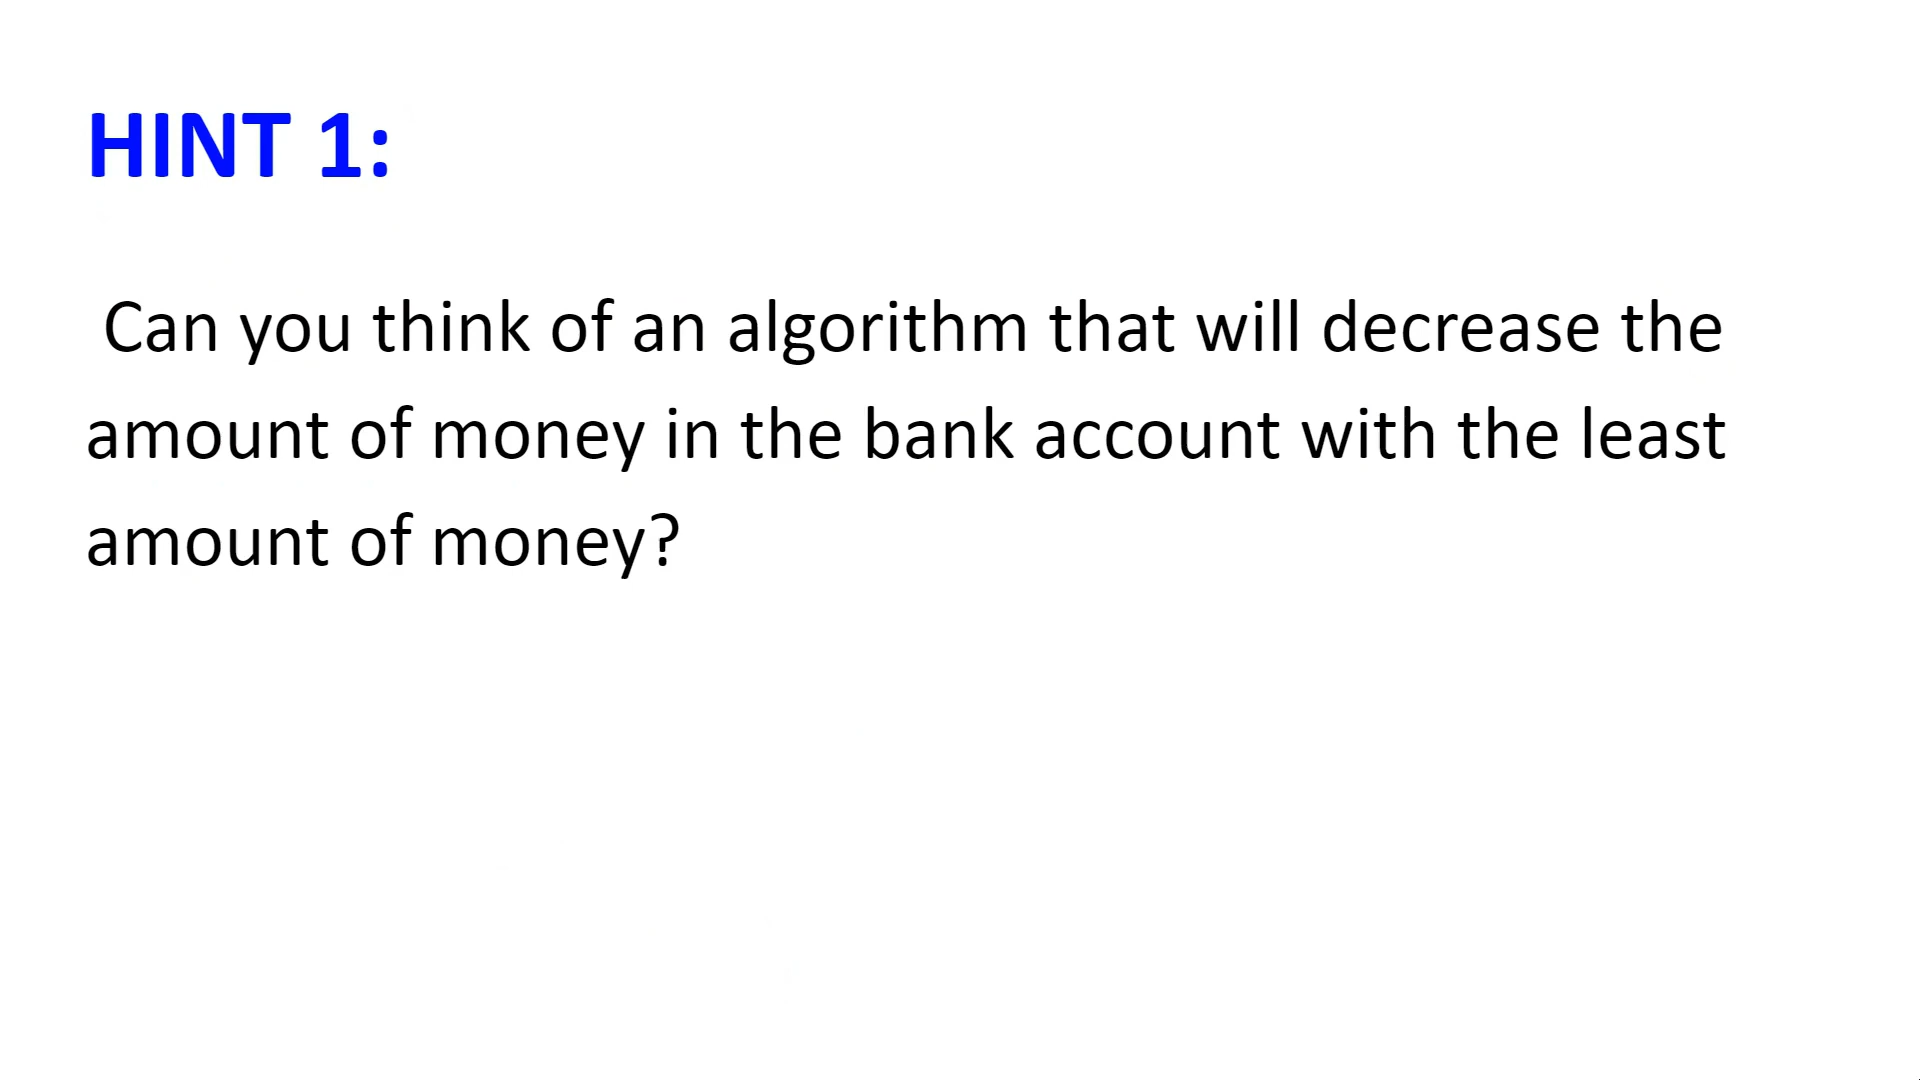 HINT 1:
Can you think of an algorithm that will decrease the
amount of money in the bank account with the least
amount of money?